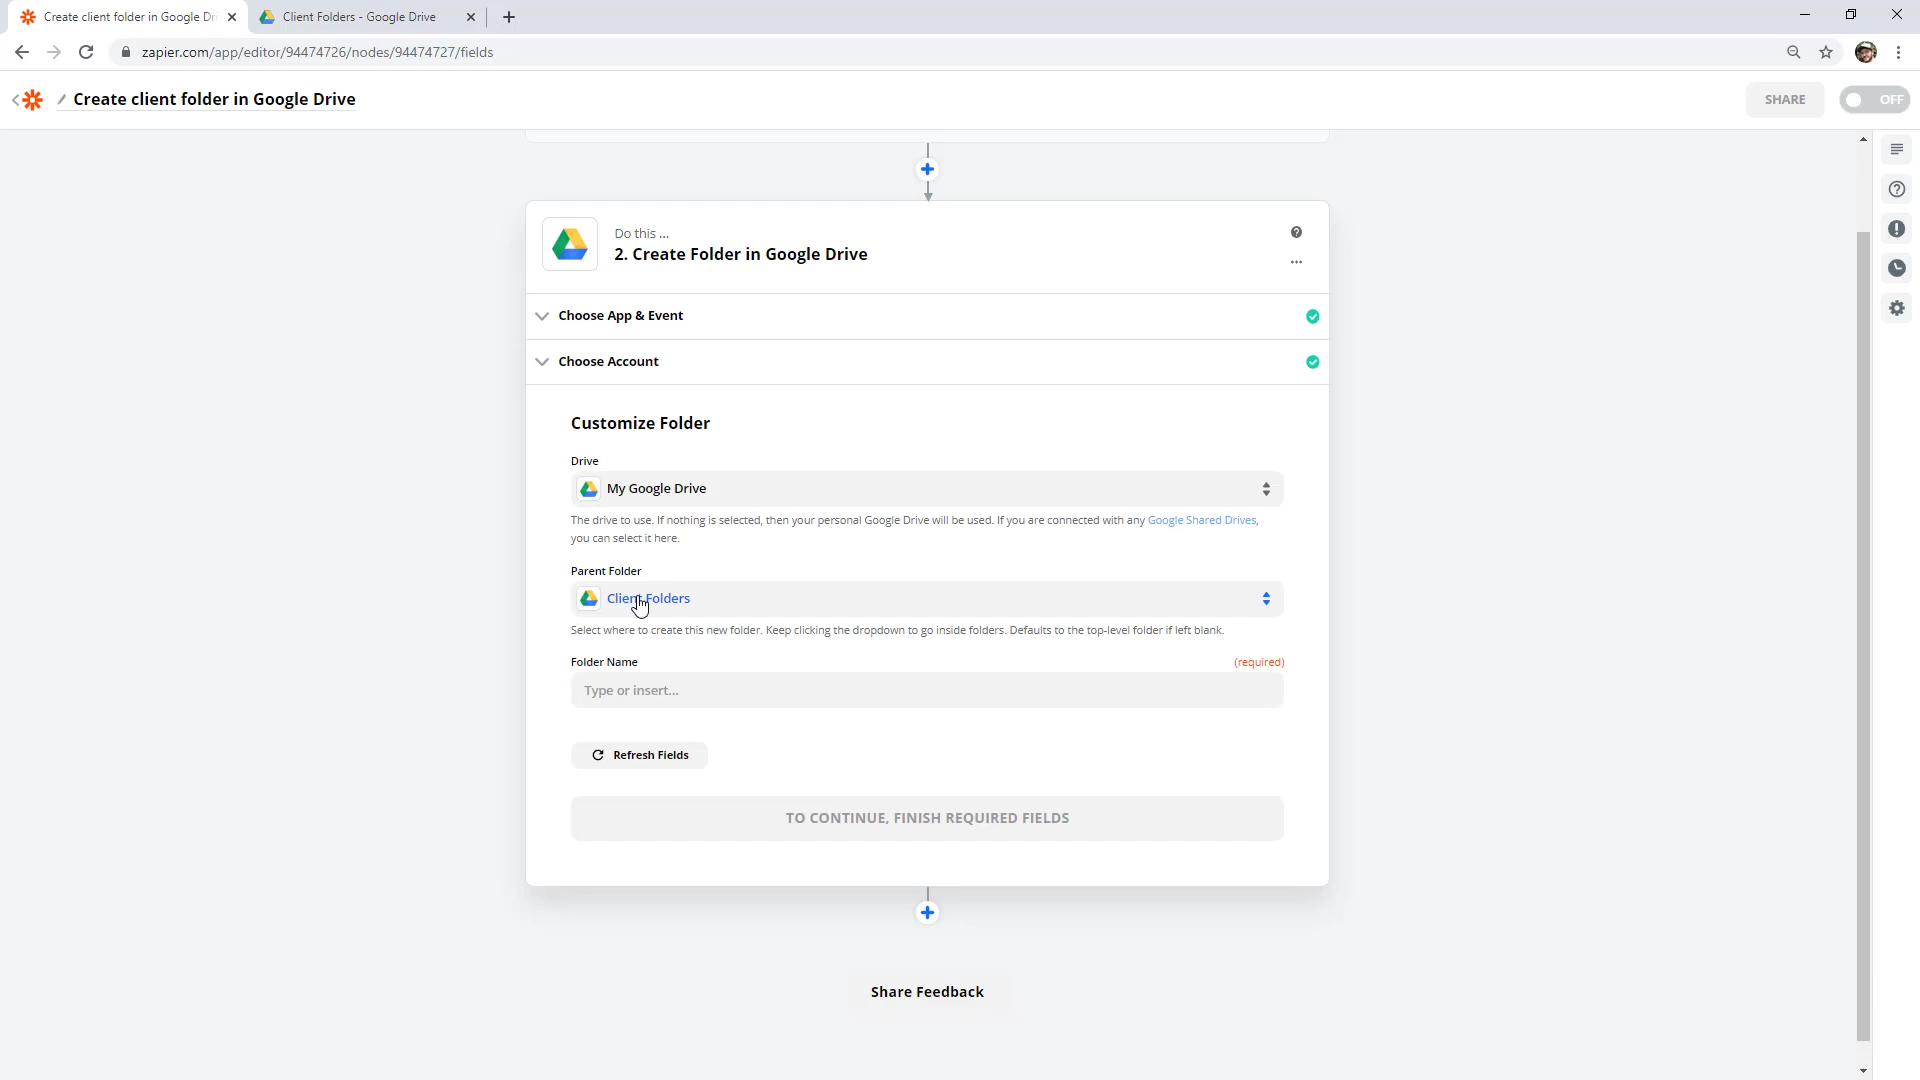 Create client folder in Google Dri
Client Folders - Google Drive
zapier.com/app/editor/94474726/nodes/94474727/fields
Create client folder in Google Drive
SHARE
OFF
Do this ...
2. Create Folder in Google Drive
Choose App & Event
Choose Account
Customize Folder
Drive
My Google Drive
The drive to use. If nothing is selected, then your personal Google Drive will be used. If you are connected with any Google Shared Drives,
you can select it here.
Parent Folder
Client Folders
Select where to create this new folder. Keep clicking the dropdown to go inside folders. Defaults to the top-level folder if left blank.
Folder Name
(required)
Type or insert...
Refresh Fields
TO CONTINUE, FINISH REQUIRED FIELDS
Share Feedback